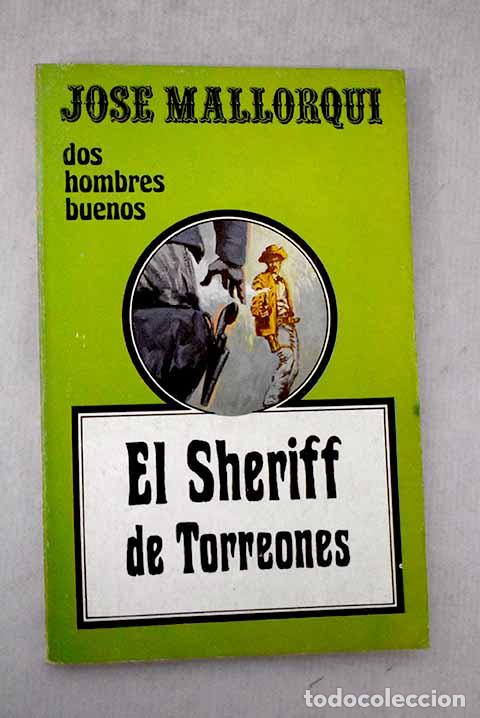 JOSE MALLORQUI
dos
hombres
buenos
El Sheriff
de Torreones
todocoleccion